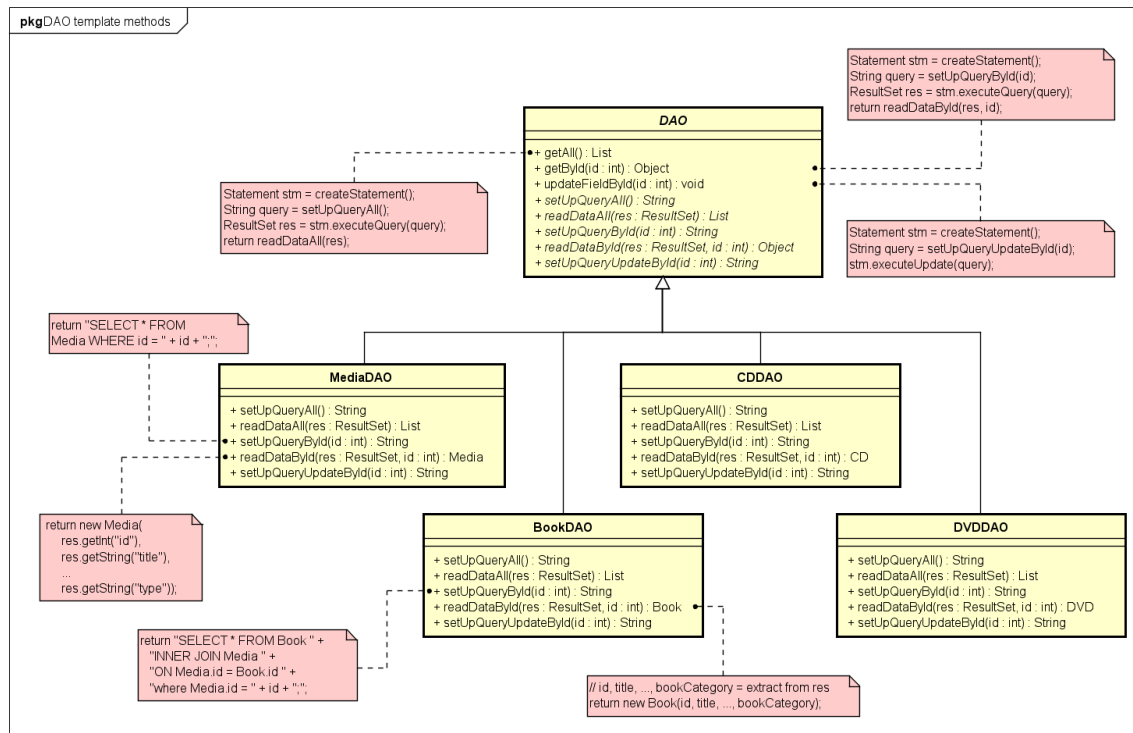 pkg DAO template methods
Statement stm = createStatement();
String query = setUpQueryById(id);
ResultSet res = stm.executeQuery(query);
return readDataById(res, id);
DAO
+ getAll() : List
+ getById(id : int) : Object
+ updateFieldById(id : int) : void
+ setUpQueryAll() : String
+ readDataAll(res : ResultSet) : List
+ setUpQueryById(id : int) : String
+ readDataById(res : ResultSet, id : int) : Object
+ setUpQueryUpdateById(id : int) : String
Statement stm = createStatement();
String query = setUpQueryAll();
ResultSet res = stm.executeQuery(query);
return readDataAll(res);
Statement stm = createStatement();
String query = setUpQueryUpdateById(id);
stm.executeUpdate(query);
return "SELECT * FROM
Media WHERE id = " + id + ";";
MediaDAO
+ setUpQueryAll() : String
+ readDataAll(res : ResultSet) : List
+ setUpQueryById(id : int) : String
+ readDataById(res : ResultSet, id : int) : Media
+ setUpQueryUpdateById(id : int) : String
CDDAO
+ setUpQueryAll() : String
+ readDataAll(res : ResultSet) : List
+ setUpQueryById(id : int) : String
+ readDataById(res : ResultSet, id : int) : CD
+ setUpQueryUpdateById(id : int) : String
return new Media(
res.getInt("id"),
res.getString("title"),
...
res.getString("type"));
BookDAO
+ setUpQueryAll() : String
+ readDataAll(res : ResultSet) : List
+ setUpQueryById(id : int) : String
+ readDataById(res : ResultSet, id : int) : Book
+ setUpQueryUpdateById(id : int) : String
DVDDAO
+ setUpQueryAll() : String
+ readDataAll(res : ResultSet) : List
+ setUpQueryById(id : int) : String
+ readDataById(res : ResultSet, id : int) : DVD
+ setUpQueryUpdateById(id : int) : String
return "SELECT * FROM Book " +
"INNER JOIN Media " +
"ON Media.id = Book.id " +
"where Media.id = " + id + ";";
// id, title, ..., bookCategory = extract from res
return new Book(id, title, ..., bookCategory);